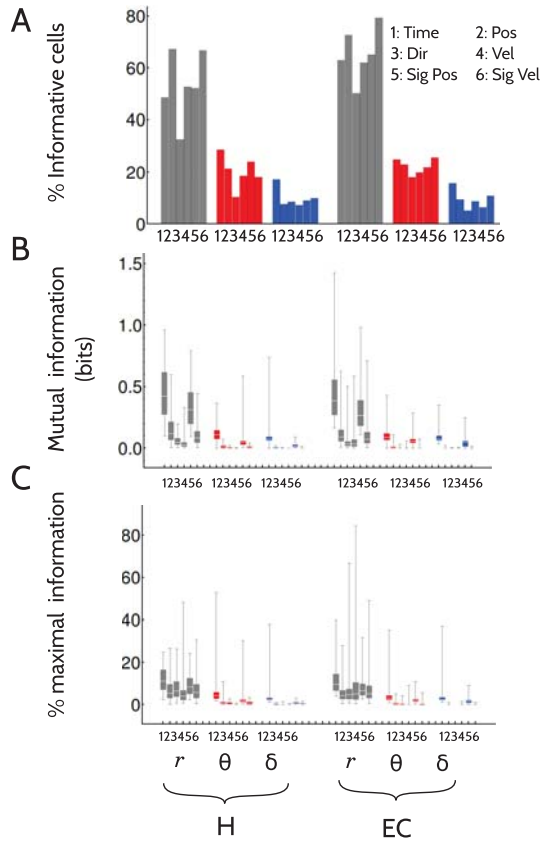 A
% Informative cells
80
60
40
20
0
1: Time 2: Pos
3: Dir 4: Vel
5: Sig Pos 6: Sig Vel
123456 123456 123456 123456 123456 123456
B
Mutual information
(bits)
1.5
1.0
0.5
0.0
123456 123456 123456 123456 123456 123456
C
% maximal information
80
60
40
20
0
123456 123456 123456 123456 123456 123456
r θ δ r θ δ
H EC